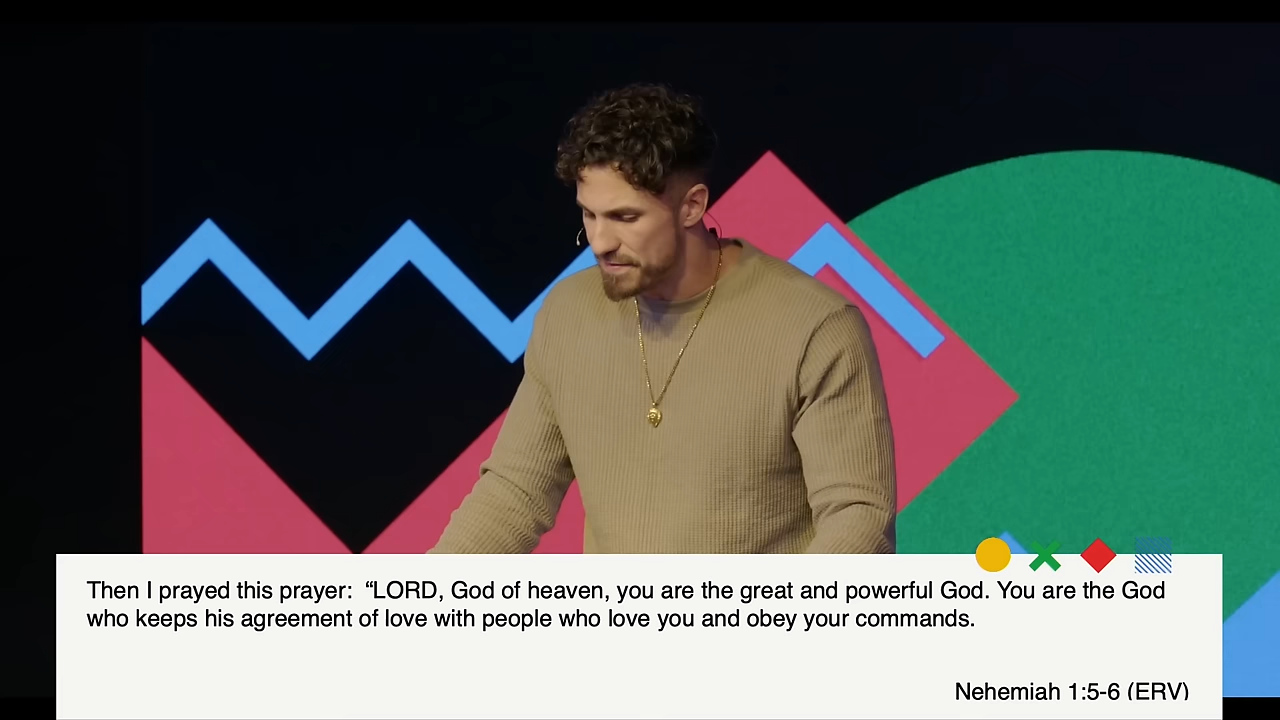 Then I prayed this prayer:  “LORD, God of heaven, you are the great and powerful God. You are the God
who keeps his agreement of love with people who love you and obey your commands.
Nehemiah 1:5-6 (ERV)